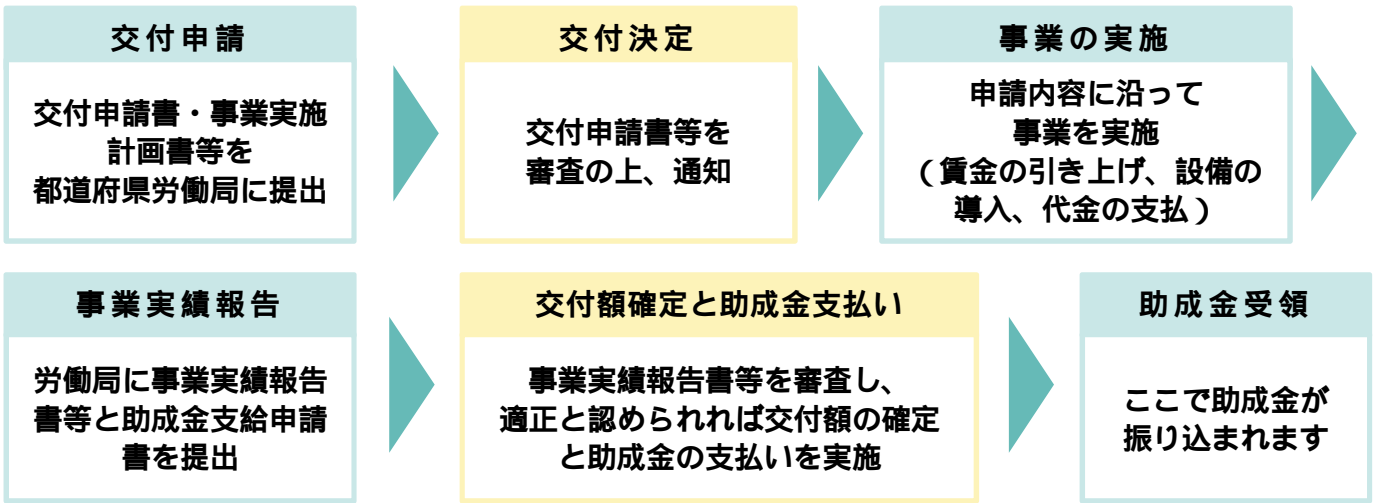 交付申請
交付申請書・事業実施
計画書等を
都道府県労働局に提出
交付決定
交付申請書等を
審査の上、通知
事業の実施
申請内容に沿って
事業を実施
（賃金の引き上げ、設備の
導入、代金の支払）
事業実績報告
労働局に事業実績報告
書等と助成金支給申請
書を提出
交付額確定と助成金支払い
事業実績報告書等を審査し、
適正と認められれば交付額の確定
と助成金の支払いを実施
助成金受領
ここで助成金が
振り込まれます